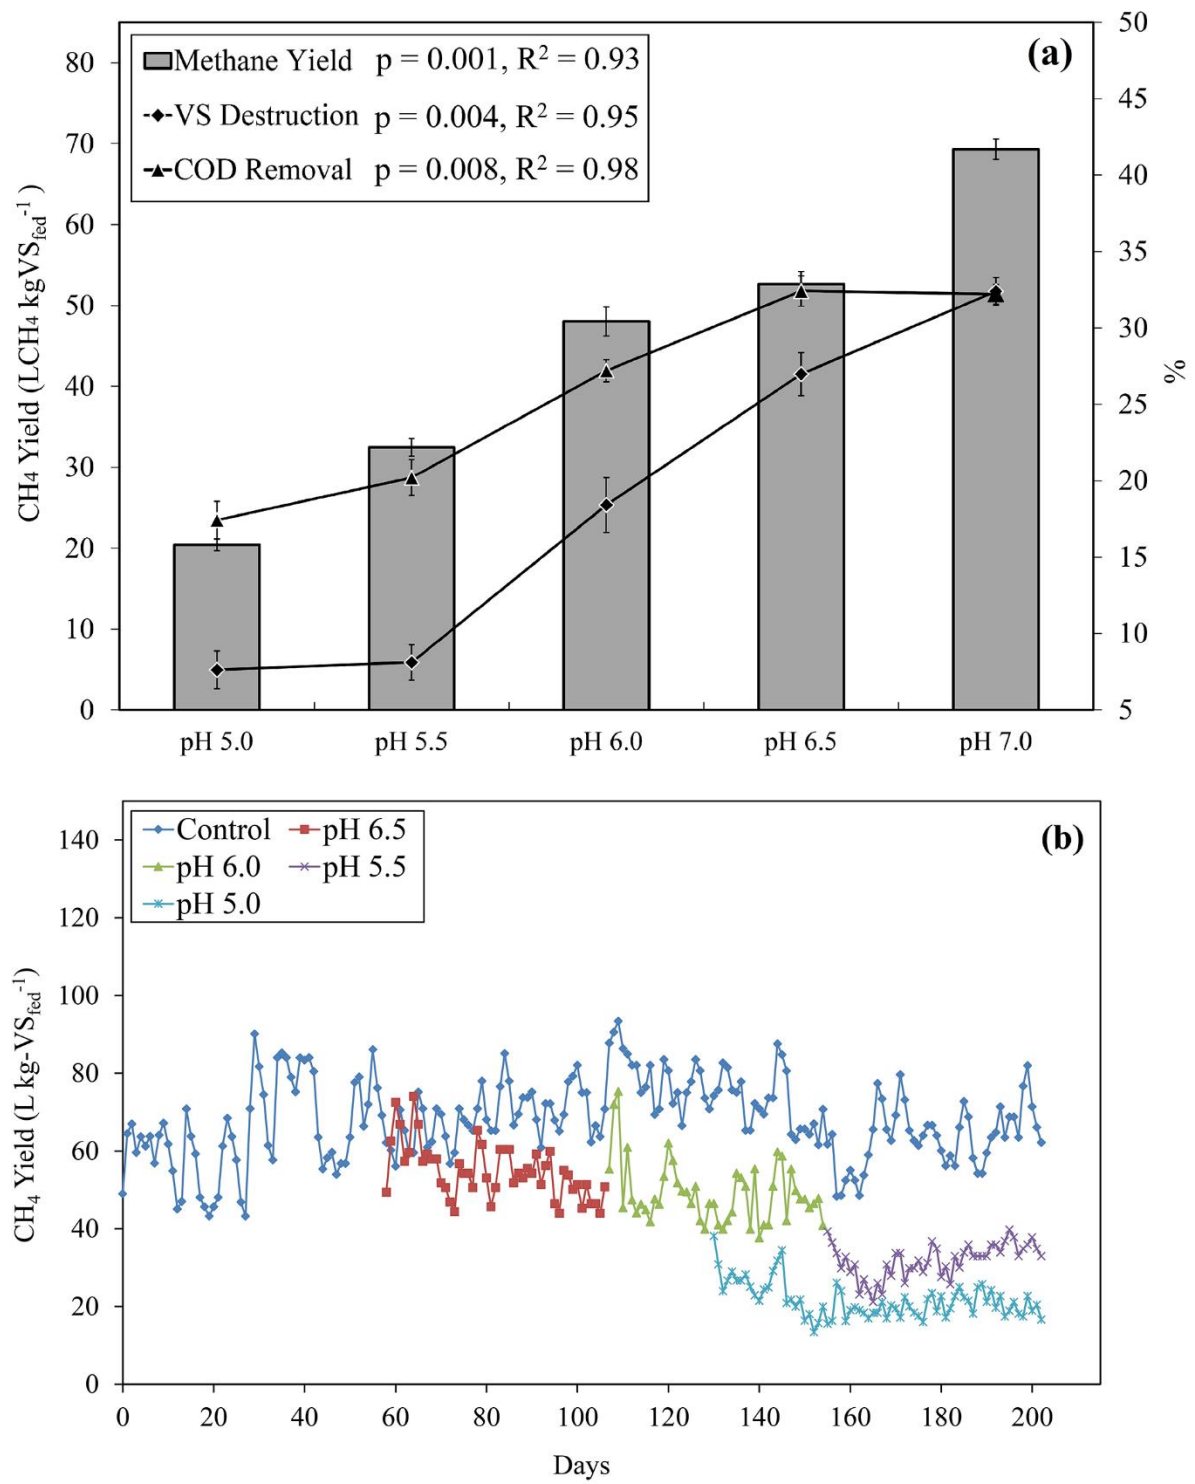 (a)
Methane Yield p = 0.001, R² = 0.93
VS Destruction p = 0.004, R² = 0.95
COD Removal p = 0.008, R² = 0.98
CH₄ Yield (LCH₄ kgVS_fed⁻¹)
80
70
60
50
40
30
20
10
0
50
45
40
35
30
25
20
15
10
5
%
pH 5.0 pH 5.5 pH 6.0 pH 6.5 pH 7.0
(b)
Control pH 6.5
pH 6.0 pH 5.5
pH 5.0
CH₄ Yield (L kg-VS_fed⁻¹)
140
120
100
80
60
40
20
0
0 20 40 60 80 100 120 140 160 180 200
Days